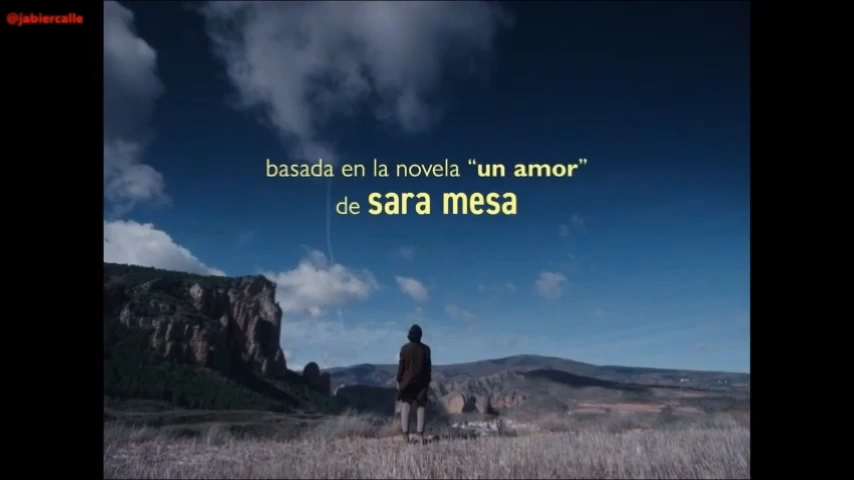 @jabiercalle
basada en la novela “un amor”
de sara mesa